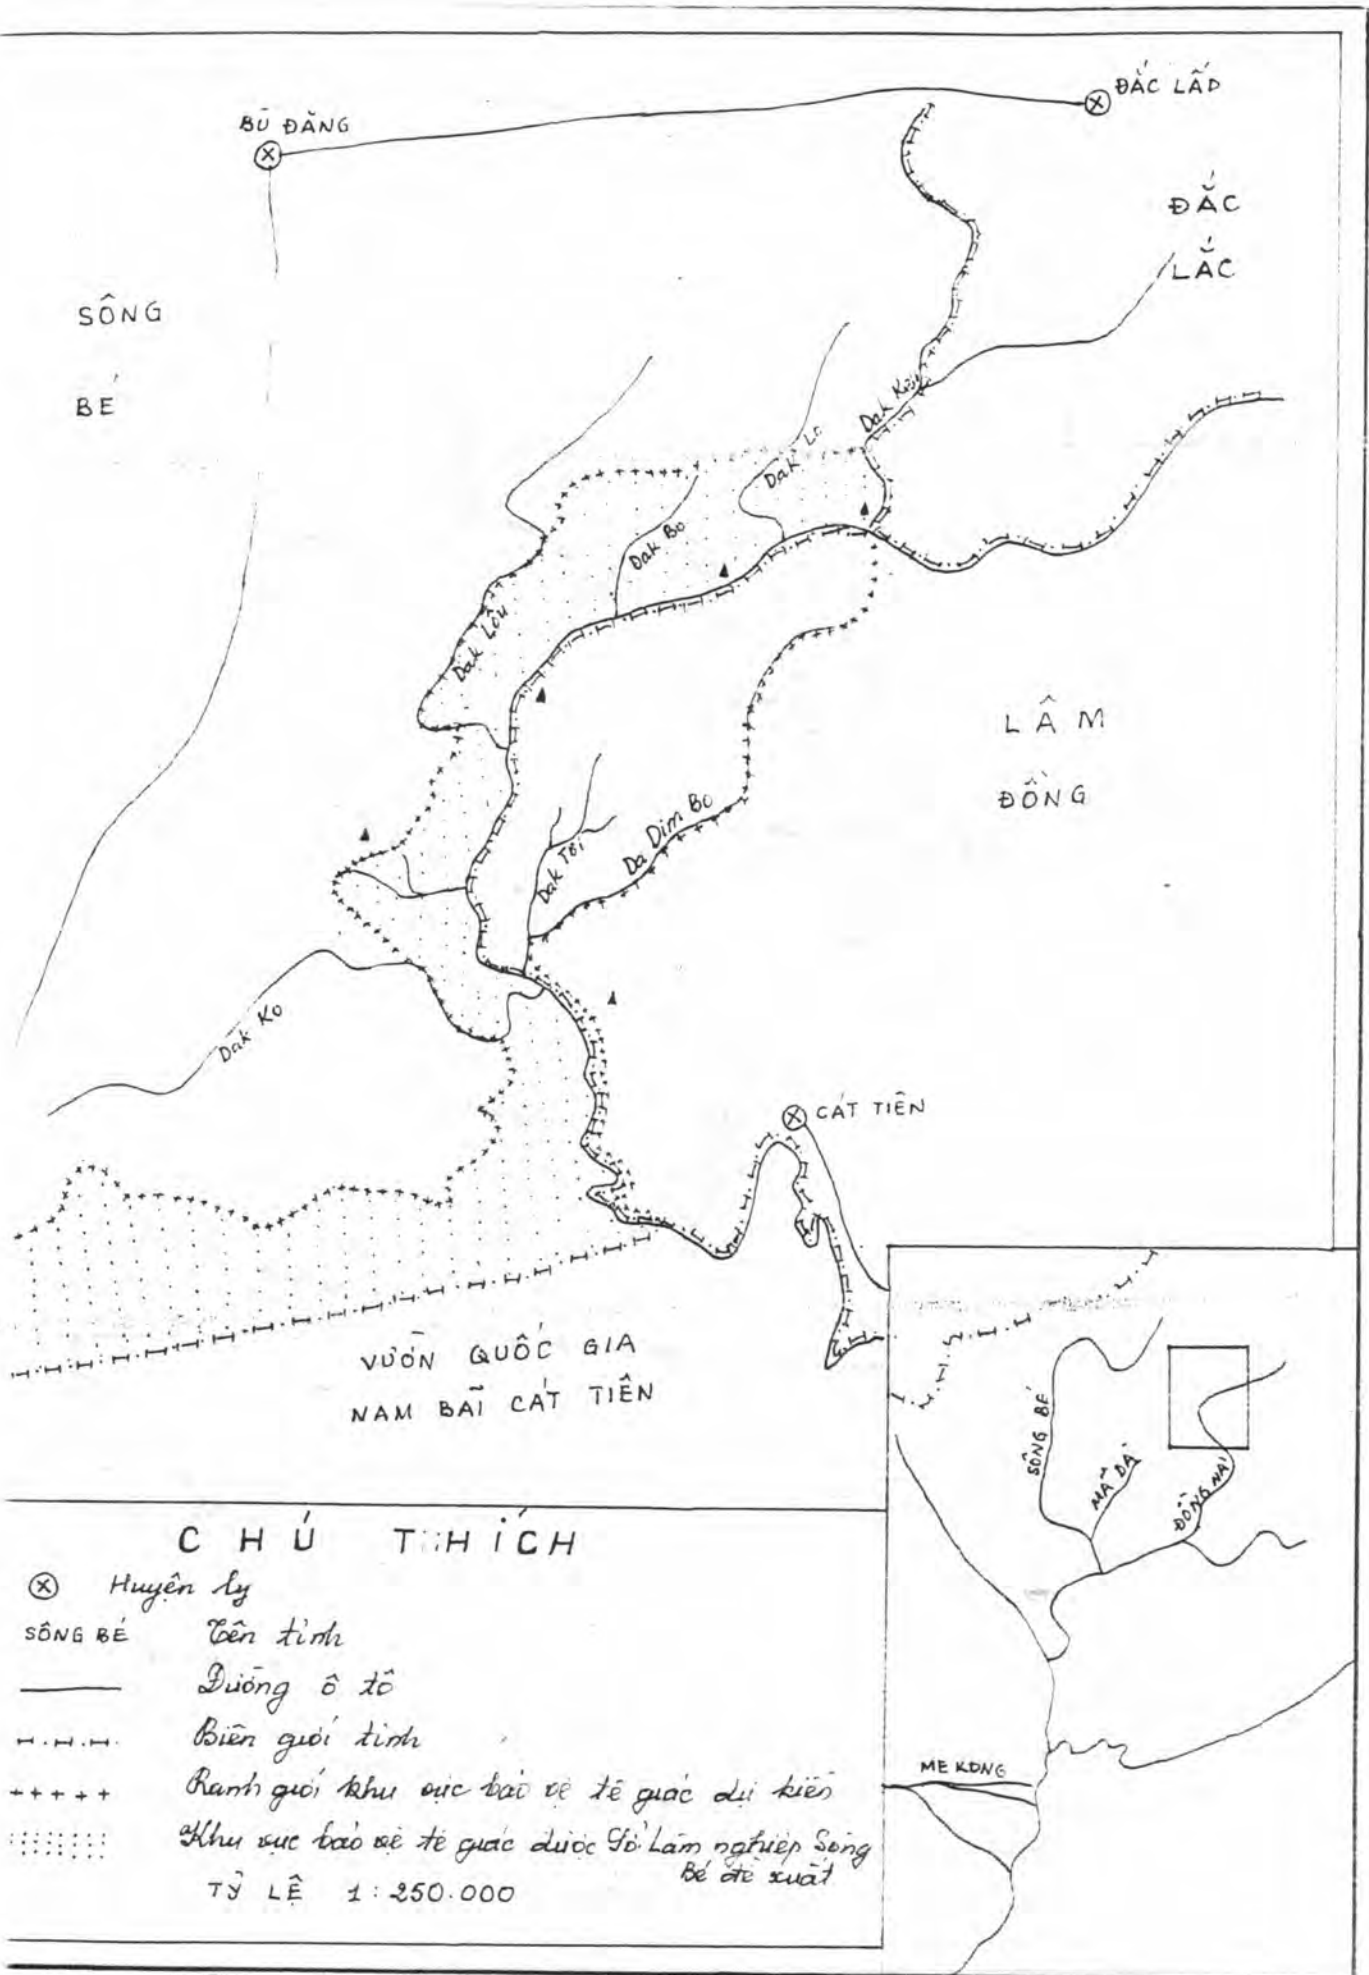 ĐẮC LẤP
BÙ ĐĂNG
ĐẮC
LẮC
SÔNG
BÉ
Dak
Dak Lo
Dak Bo
Dak Lôu
LÂM
ĐỒNG
Da Dim Bo
Dak Tôi
Dak Ko
CÁT TIÊN
VƯỜN QUỐC GIA
NAM BÃI CÁT TIÊN
SÔNG BÉ
MÃ ĐÀ
ĐỒNG NAI
ME KONG
CHÚ THÍCH
Huyện lỵ
SÔNG BÉ Tên tỉnh
Đường ô tô
Biên giới tỉnh
Ranh giới khu vực bảo vệ tê giác dự kiến
Khu vực bảo vệ tê giác được Sở Lâm nghiệp Sông
Bé đề xuất
TỶ LỆ 1:250.000